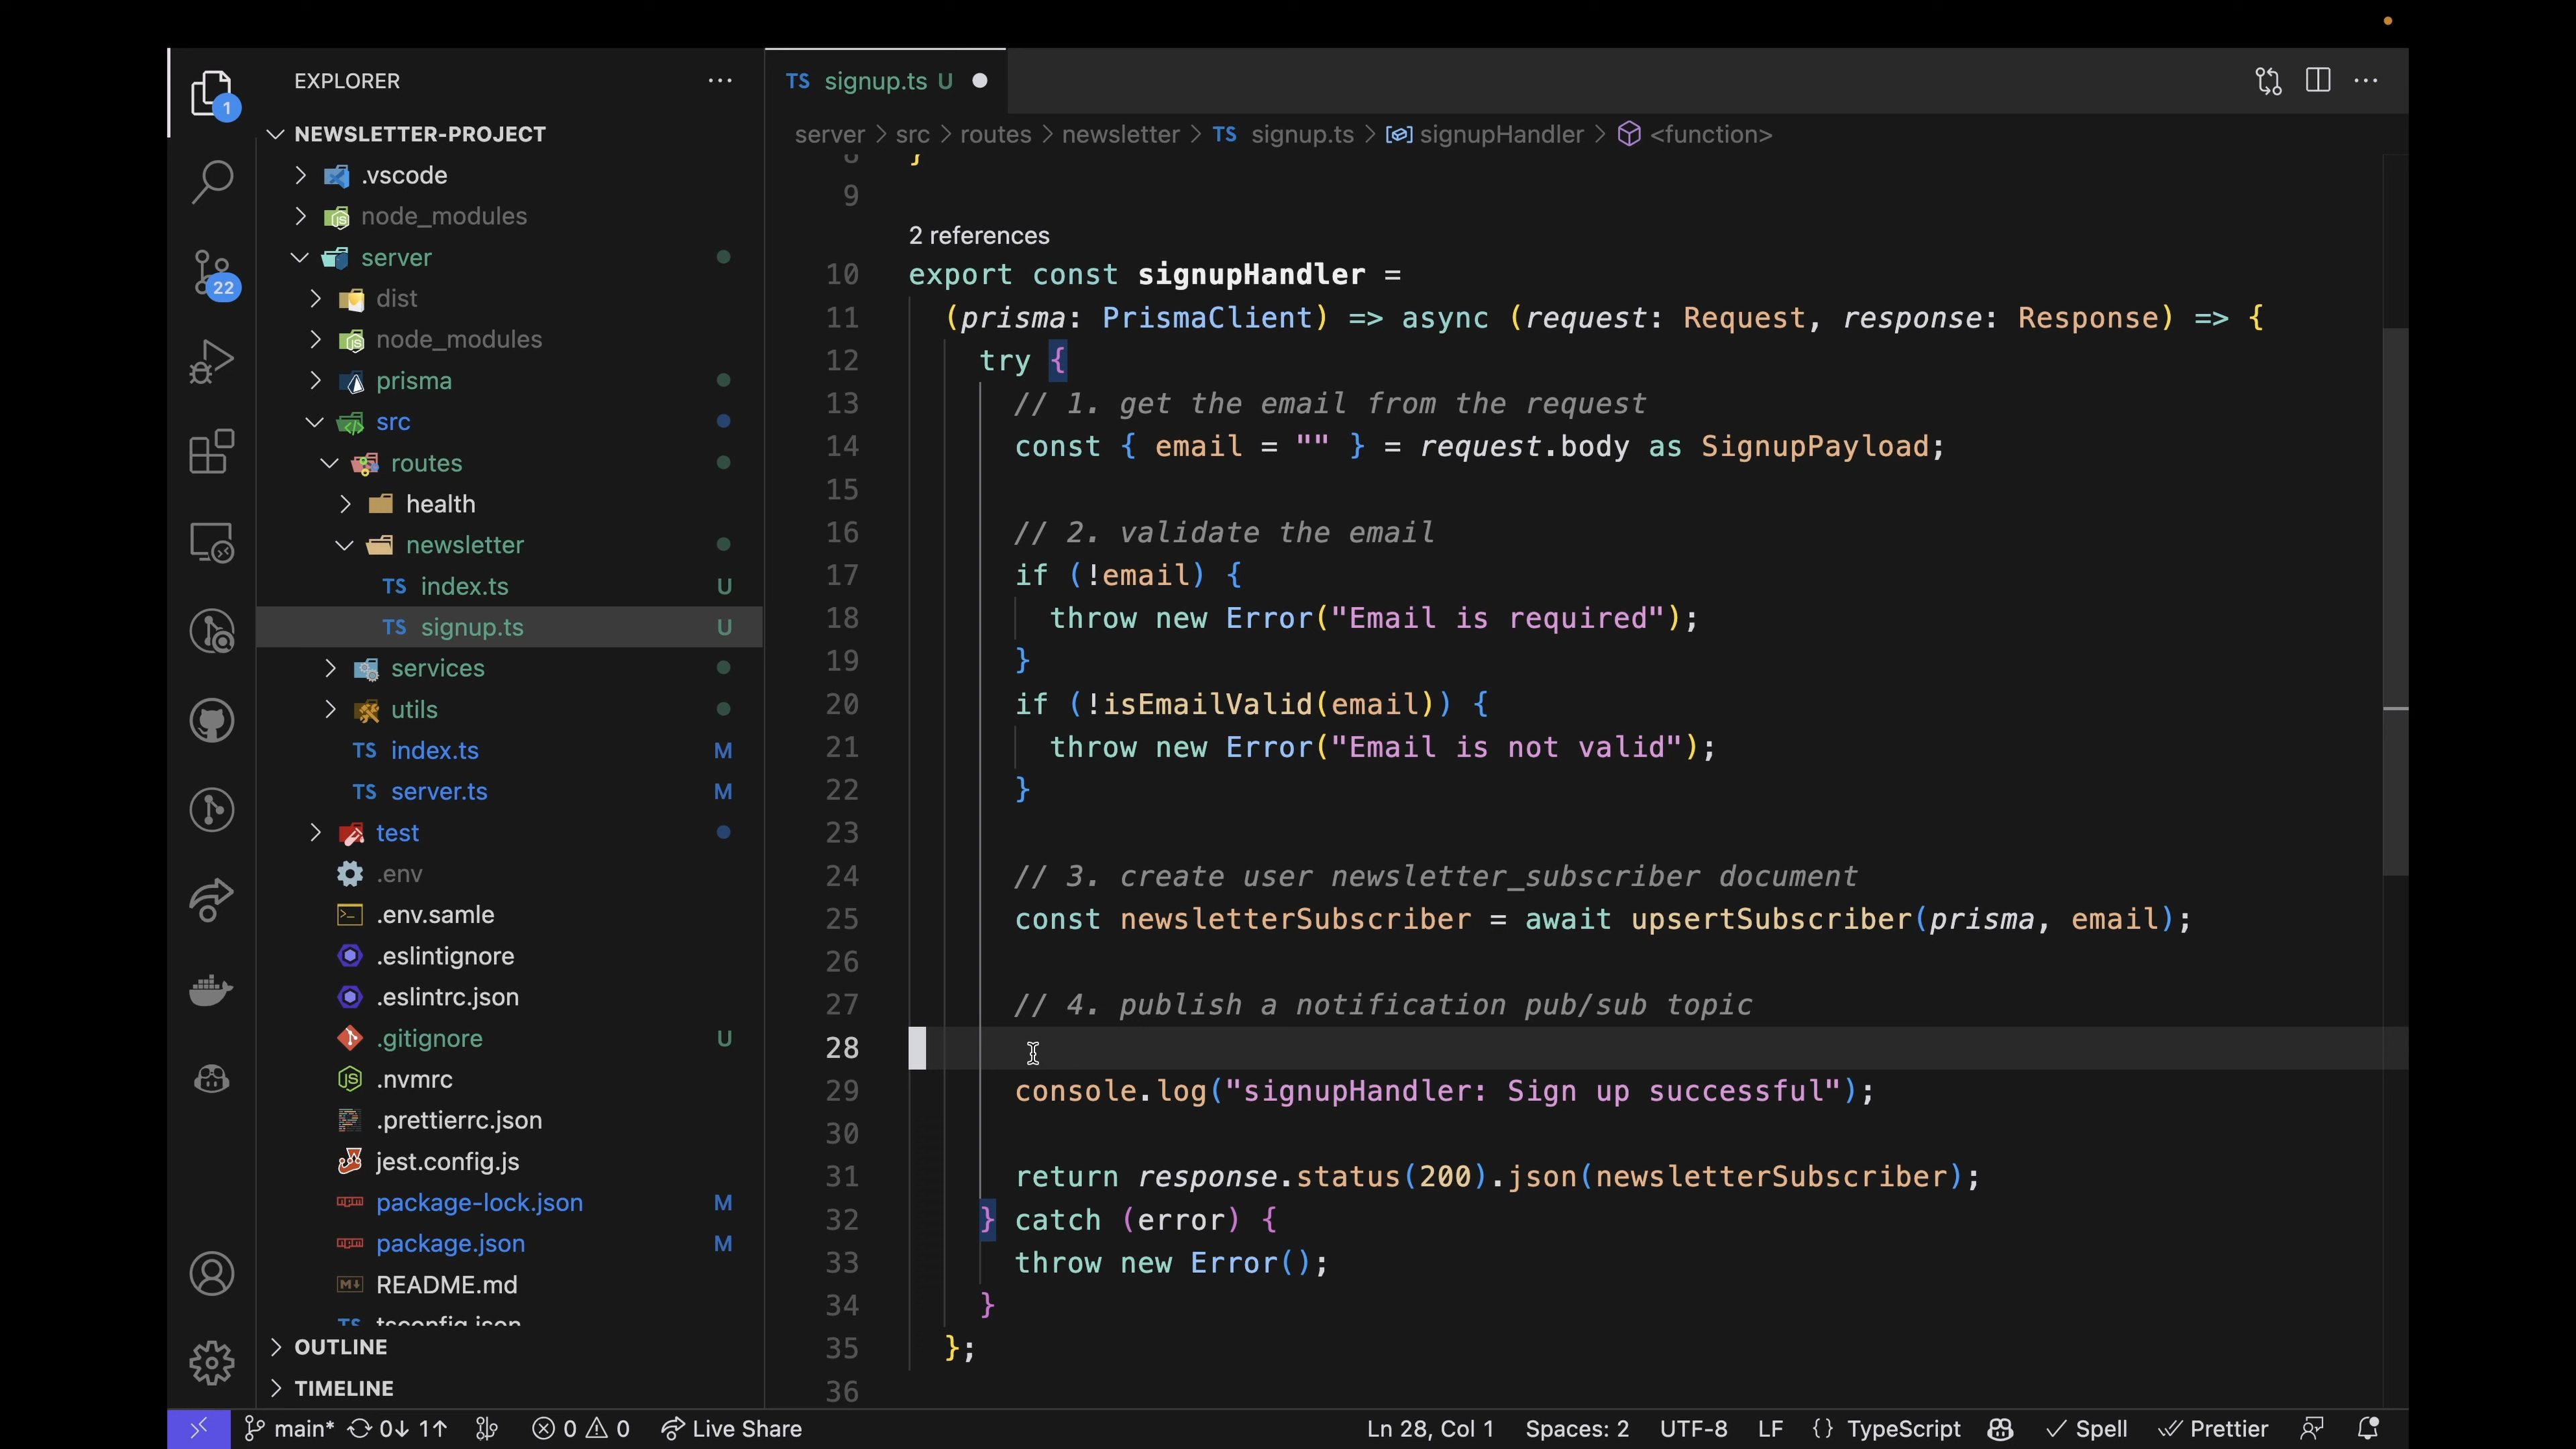 EXPLORER
NEWSLETTER-PROJECT
.vscode
node_modules
server
dist
node_modules
prisma
src
routes
health
newsletter
TS index.ts U
TS signup.ts U
services
utils
TS index.ts M
TS server.ts M
test
.env
.env.samle
.eslintignore
.eslintrc.json
.gitignore U
.nvmrc
.prettierrc.json
jest.config.js
package-lock.json M
package.json M
README.md
TS tsconfig.json
OUTLINE
TIMELINE
1
22
TS signup.ts U
server > src > routes > newsletter > TS signup.ts > signupHandler > <function>
8 }
9
2 references
10 export const signupHandler =
11 (prisma: PrismaClient) => async (request: Request, response: Response) => {
12 try {
13 // 1. get the email from the request
14 const { email = "" } = request.body as SignupPayload;
15
16 // 2. validate the email
17 if (!email) {
18 throw new Error("Email is required");
19 }
20 if (!isEmailValid(email)) {
21 throw new Error("Email is not valid");
22 }
23
24 // 3. create user newsletter_subscriber document
25 const newsletterSubscriber = await upsertSubscriber(prisma, email);
26
27 // 4. publish a notification pub/sub topic
28
29 console.log("signupHandler: Sign up successful");
30
31 return response.status(200).json(newsletterSubscriber);
32 } catch (error) {
33 throw new Error();
34 }
35 };
36
main* 0↓ 1↑ 0 0 Live Share Ln 28, Col 1 Spaces: 2 UTF-8 LF {} TypeScript Spell Prettier